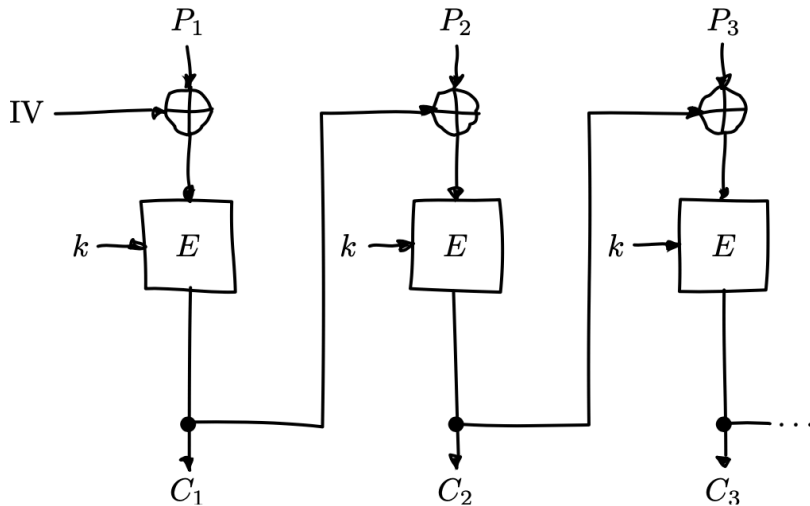 P₁ P₂ P₃
IV
k E k E k E
...
C₁ C₂ C₃